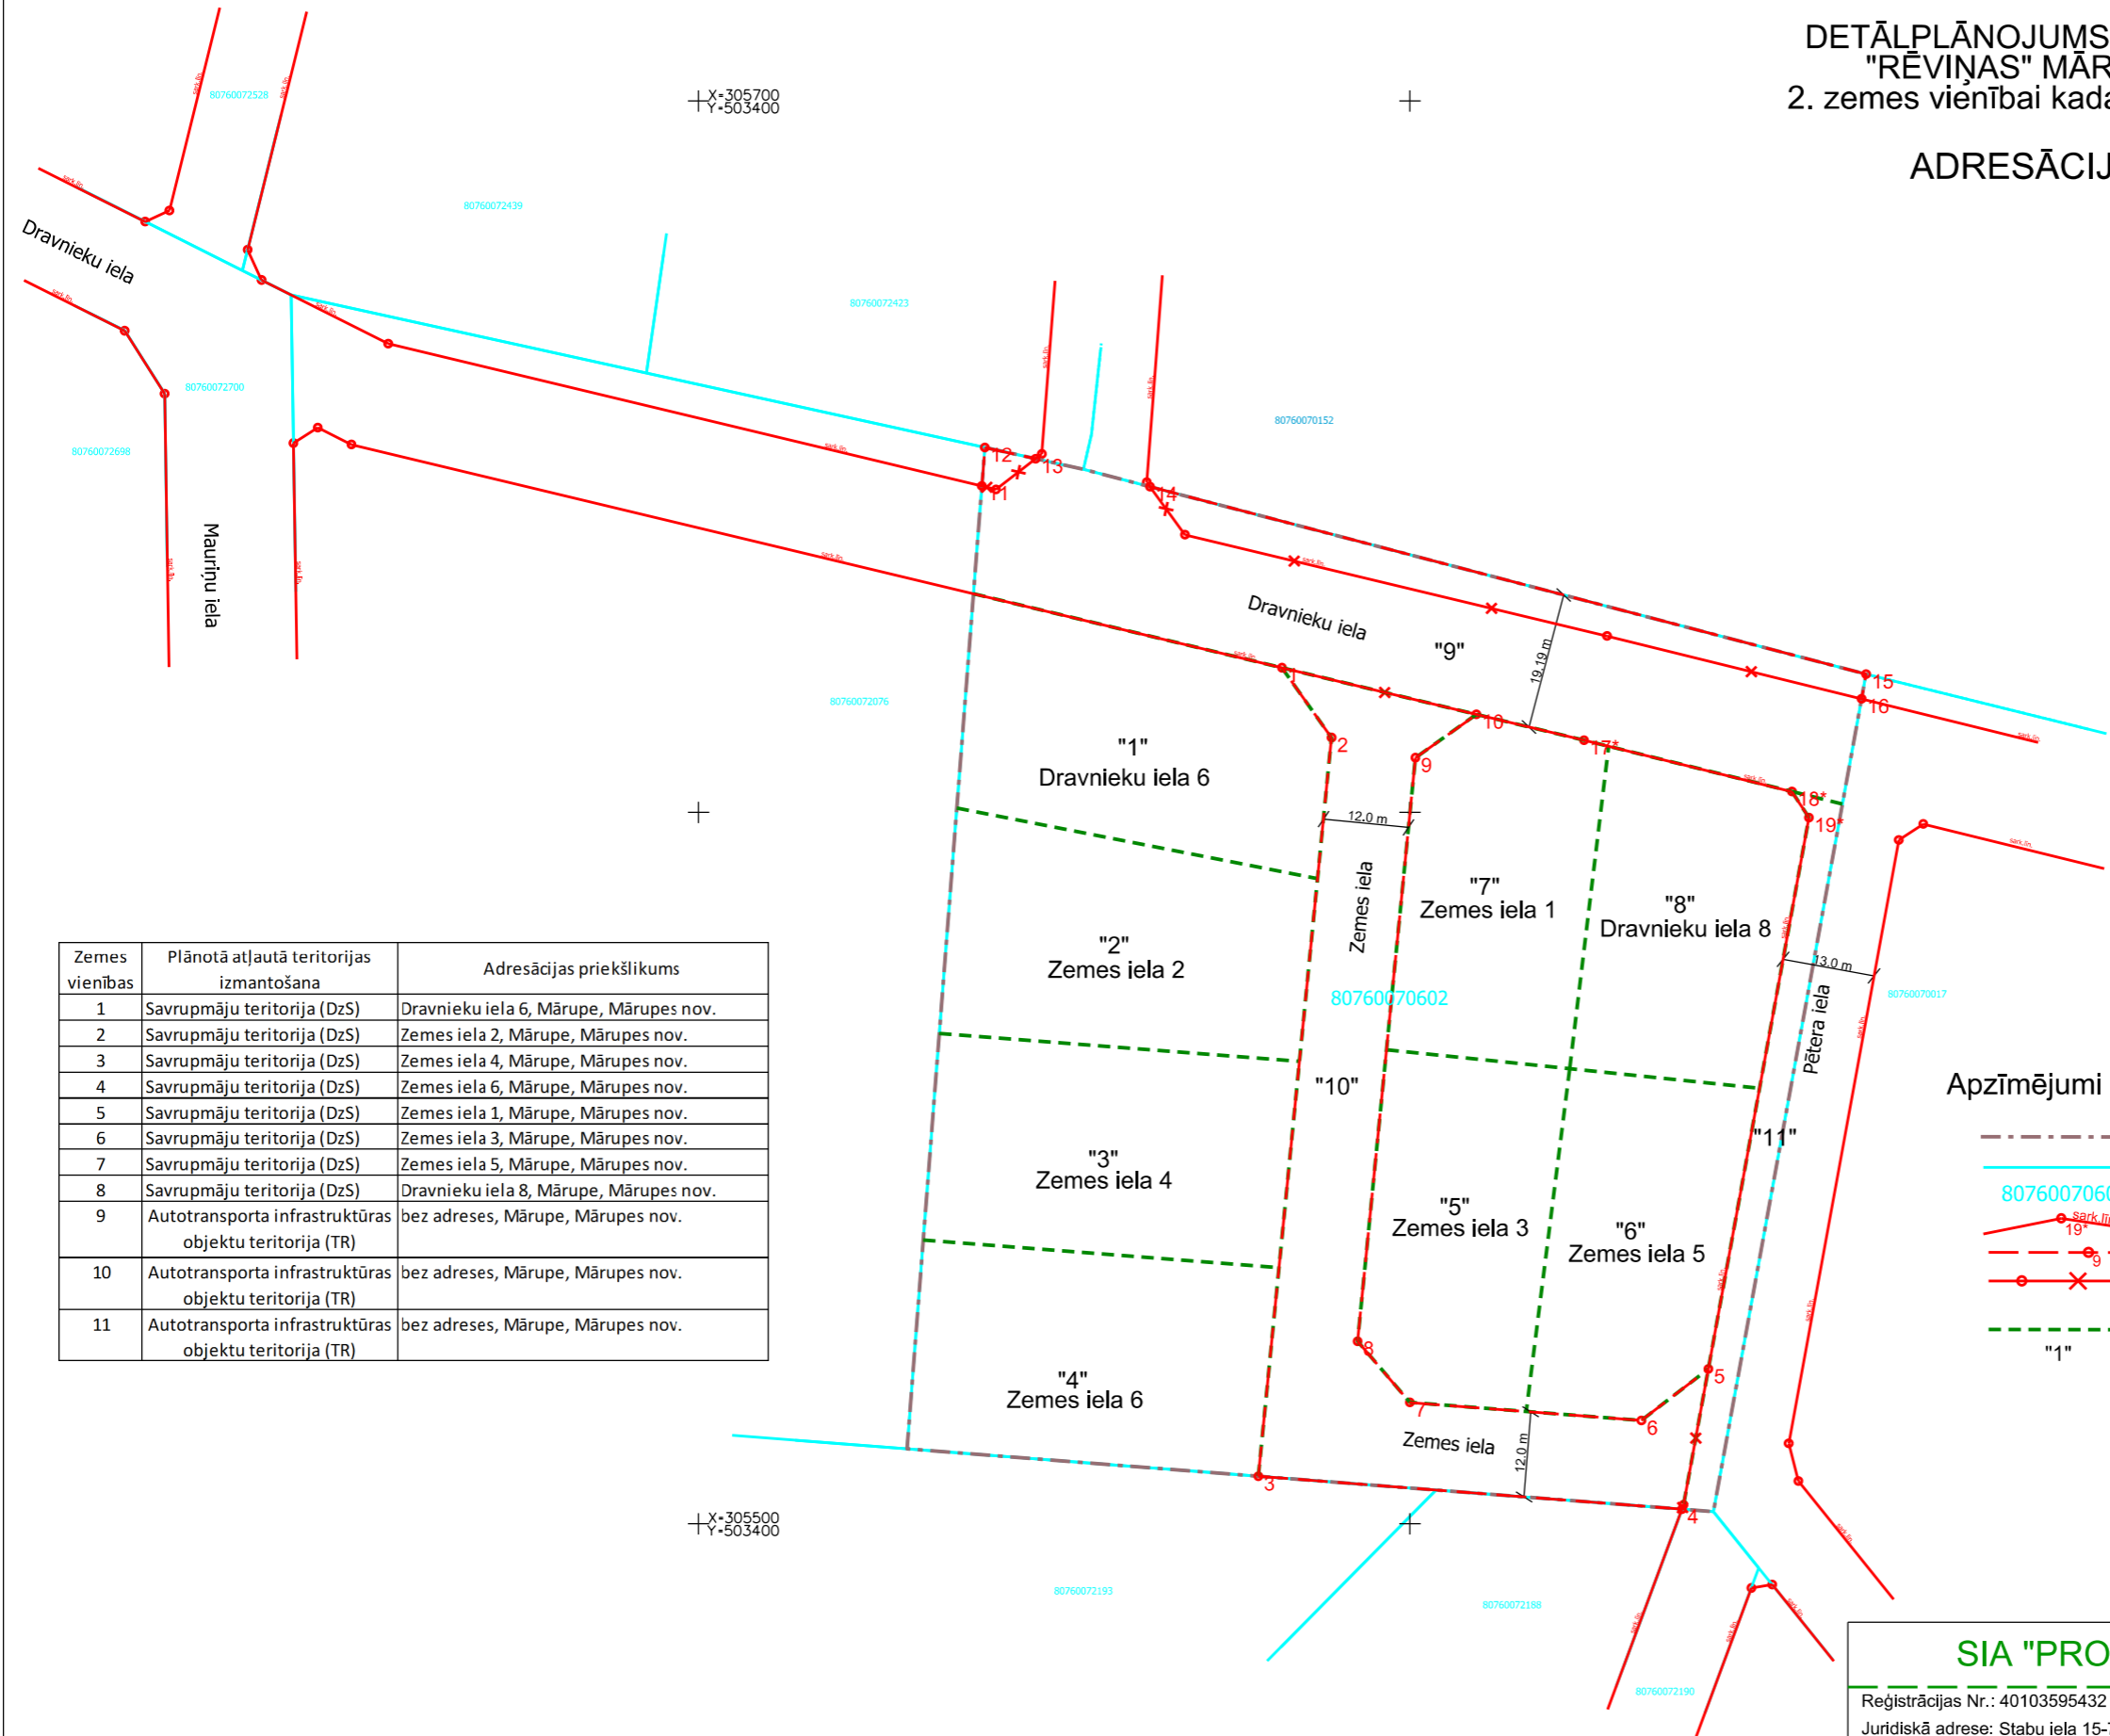 DETĀLPLĀNOJUMS
"RĒVIŅAS" MĀR
2. zemes vienībai kada
ADRESĀCIJ
X=305700
Y=503400
80760072528
80760072439
80760072423
80760070152
80760072700
80760072698
80760072076
Dravnieku iela
Mauriņu iela
Dravnieku iela
"9"
19.19 m
12
13
11
14
15
16
1
2
9
10
17*
18*
19*
"1"
Dravnieku iela 6
12.0 m
Zemes iela
"7"
Zemes iela 1
"8"
Dravnieku iela 8
"2"
Zemes iela 2
80760070602
13.0 m
Pētera iela
80760070017
"10"
"11"
"3"
Zemes iela 4
"5"
Zemes iela 3
"6"
Zemes iela 5
"4"
Zemes iela 6
8
7
6
5
3
4
Zemes iela
12.0 m
X=305500
Y=503400
80760072193
80760072188
80760072190
Zemes vienības | Plānotā atļautā teritorijas izmantošana | Adresācijas priekšlikums
1 | Savrupmāju teritorija (DzS) | Dravnieku iela 6, Mārupe, Mārupes nov.
2 | Savrupmāju teritorija (DzS) | Zemes iela 2, Mārupe, Mārupes nov.
3 | Savrupmāju teritorija (DzS) | Zemes iela 4, Mārupe, Mārupes nov.
4 | Savrupmāju teritorija (DzS) | Zemes iela 6, Mārupe, Mārupes nov.
5 | Savrupmāju teritorija (DzS) | Zemes iela 1, Mārupe, Mārupes nov.
6 | Savrupmāju teritorija (DzS) | Zemes iela 3, Mārupe, Mārupes nov.
7 | Savrupmāju teritorija (DzS) | Zemes iela 5, Mārupe, Mārupes nov.
8 | Savrupmāju teritorija (DzS) | Dravnieku iela 8, Mārupe, Mārupes nov.
9 | Autotransporta infrastruktūras objektu teritorija (TR) | bez adreses, Mārupe, Mārupes nov.
10 | Autotransporta infrastruktūras objektu teritorija (TR) | bez adreses, Mārupe, Mārupes nov.
11 | Autotransporta infrastruktūras objektu teritorija (TR) | bez adreses, Mārupe, Mārupes nov.
Apzīmējumi
8076007060
sark.līn
19*
9
"1"
SIA "PRO
Reģistrācijas Nr.: 40103595432
Juridiskā adrese: Stabu iela 15-